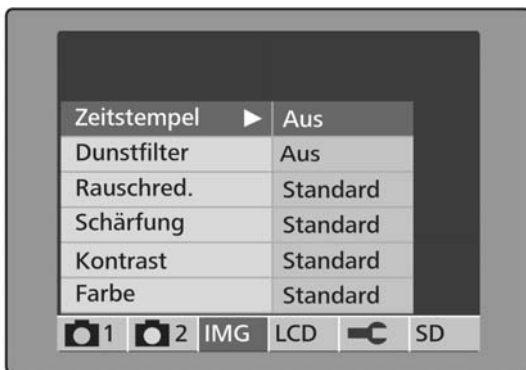 Zeitstempel ▶ Aus
Dunstfilter Aus
Rauschred. Standard
Schärfung Standard
Kontrast Standard
Farbe Standard
1 2 IMG LCD SD